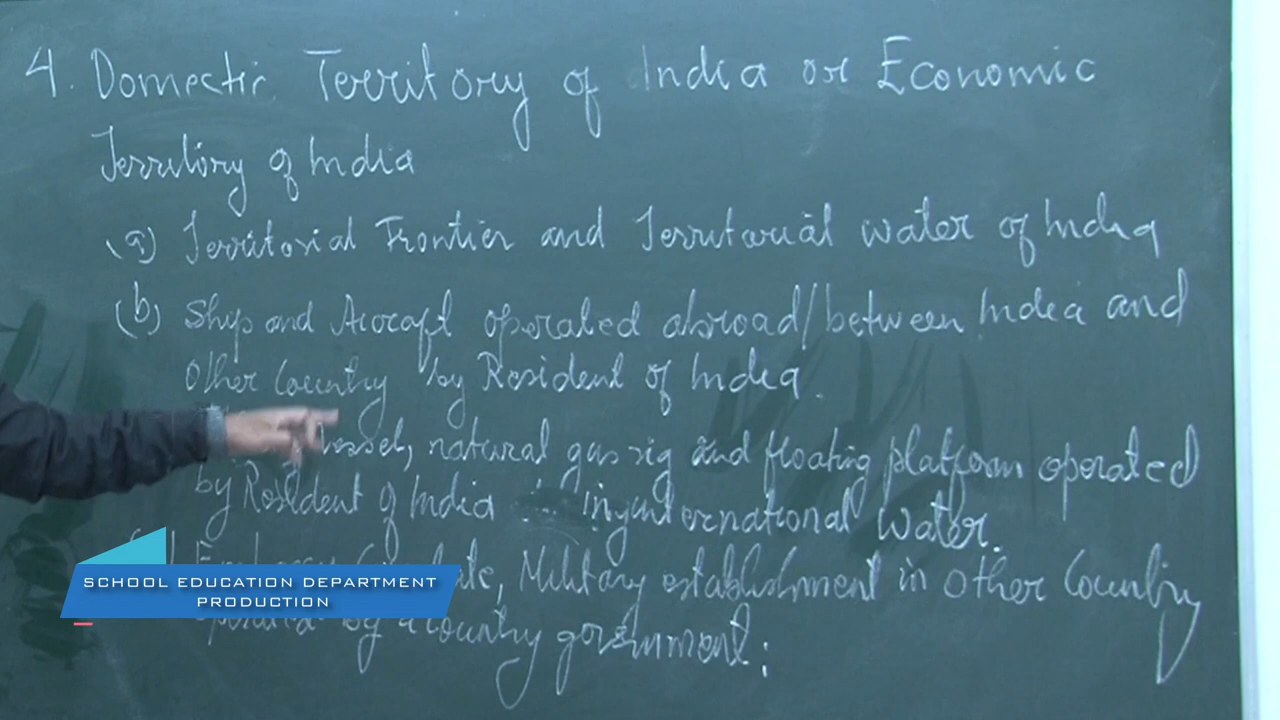 4. Domestic Territory of India or Economic
Territory of India
(a) Territorial Frontier and Territorial water of India
(b) Ship and Aircraft operated abroad/between India and
Other Country by Resident of India.
vessel, natural gas rig and floating platform operated
by Resident of India in international Water.
Embassy Military establishment in Other Country
by a country government;
SCHOOL EDUCATION DEPARTMENT
PRODUCTION